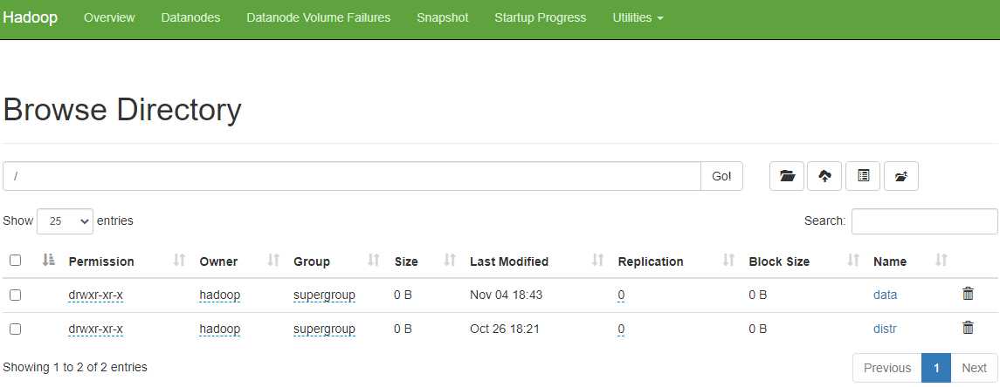 Hadoop Overview Datanodes Datanode Volume Failures Snapshot Startup Progress Utilities
Browse Directory
/ Go!
Show 25 entries Search:
Permission Owner Group Size Last Modified Replication Block Size Name
drwxr-xr-x hadoop supergroup 0 B Nov 04 18:43 0 0 B data
drwxr-xr-x hadoop supergroup 0 B Oct 26 18:21 0 0 B distr
Showing 1 to 2 of 2 entries Previous 1 Next